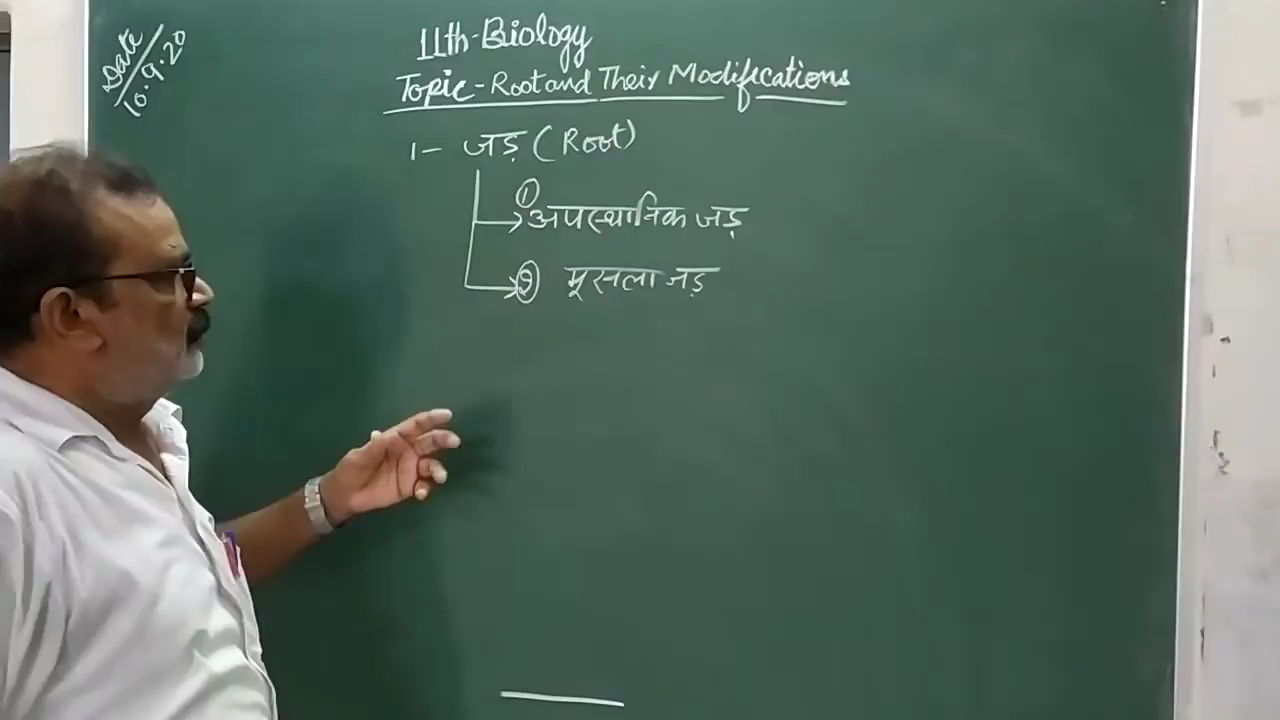 Date
10.9.20
11th-Biology
Topic-Root and Their Modifications
1- जड़ (Root)
① अपस्थानिक जड़
② मूसला जड़